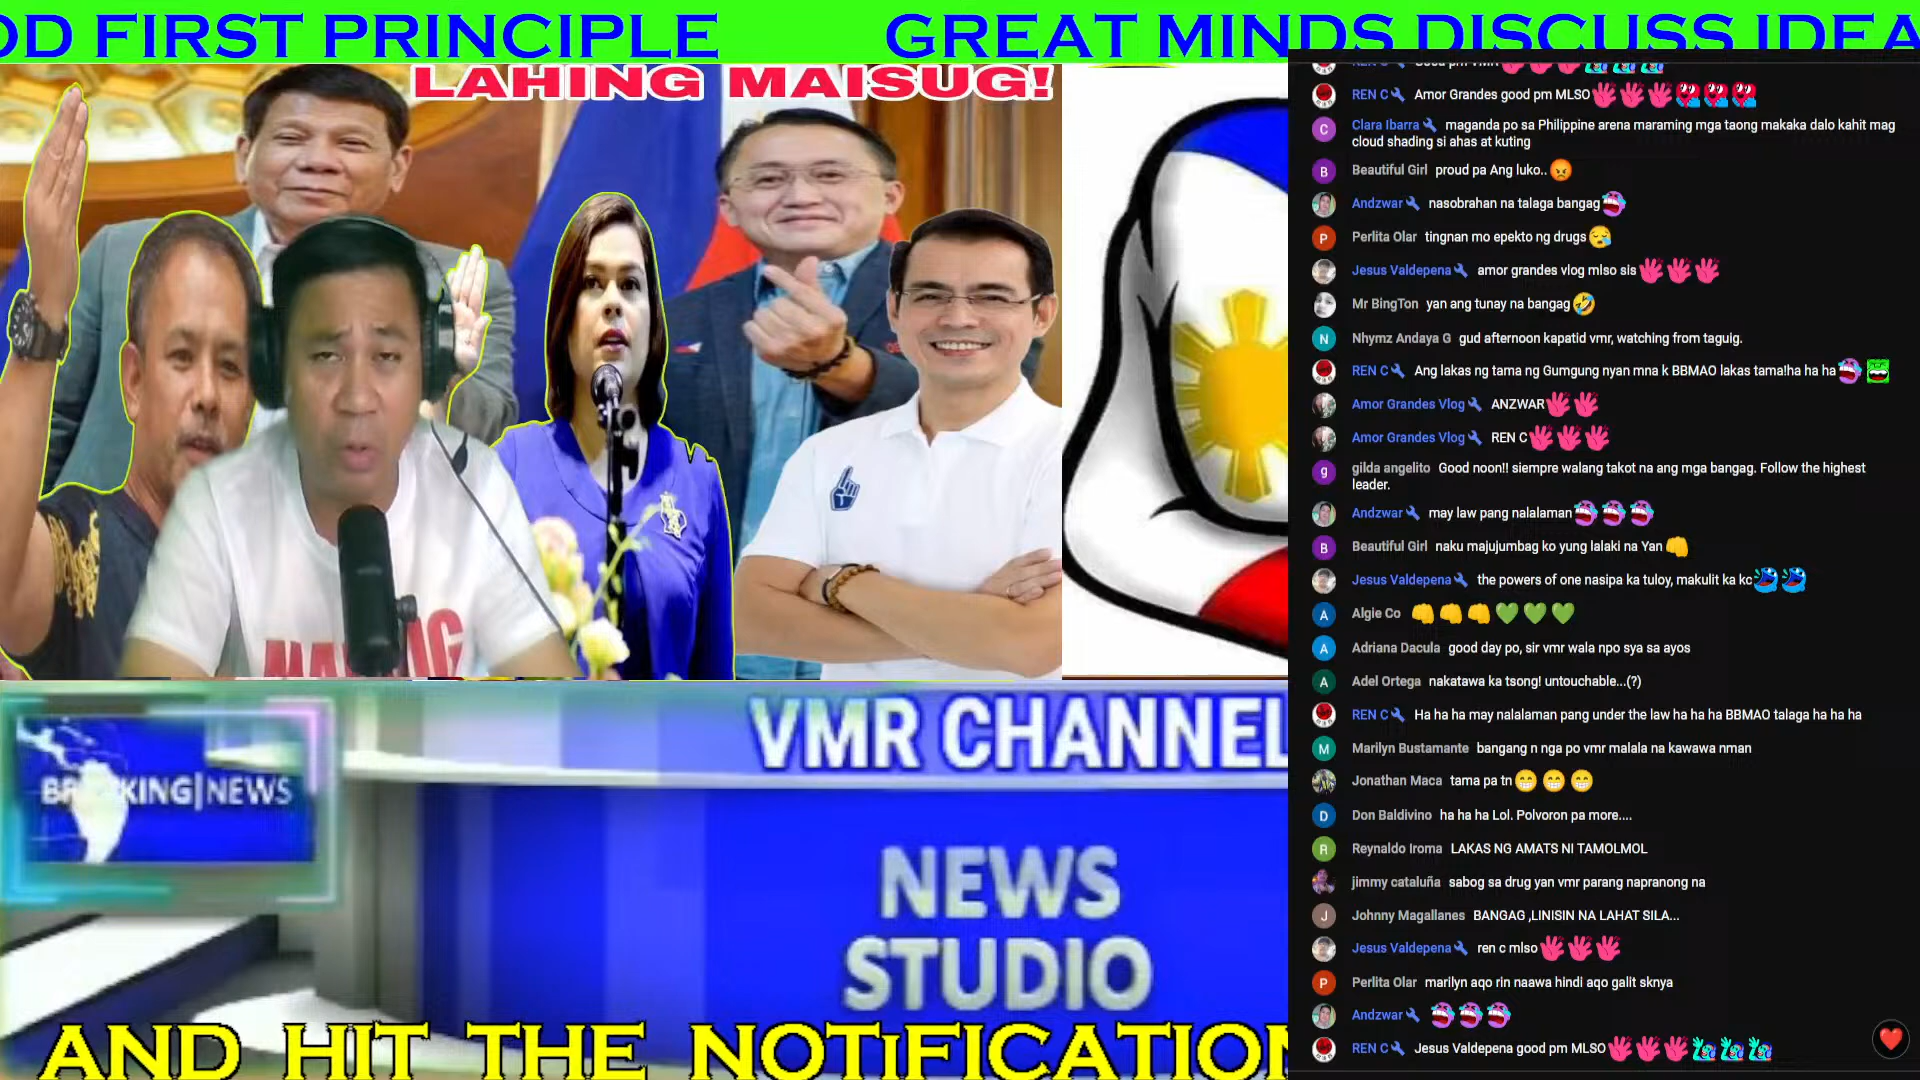 OD FIRST PRINCIPLE GREAT MINDS DISCUSS IDEA
LAHING MAISUG!
VMR CHANNEL
BREAKING|NEWS
NEWS
STUDIO
AND HIT THE NOTIFICATION
REN C Good pm VMR
REN C Amor Grandes good pm MLSO
Clara Ibarra maganda po sa Philippine arena maraming mga taong makaka dalo kahit mag
cloud shading si ahas at kuting
Beautiful Girl proud pa Ang luko..
Andzwar nasobrahan na talaga bangag
Perlita Olar tingnan mo epekto ng drugs
Jesus Valdepena amor grandes vlog mlso sis
Mr BingTon yan ang tunay na bangag
Nhymz Andaya G gud afternoon kapatid vmr, watching from taguig.
REN C Ang lakas ng tama ng Gumgung nyan mna k BBMAO lakas tama!ha ha ha
Amor Grandes Vlog ANZWAR
Amor Grandes Vlog REN C
gilda angelito Good noon!! siempre walang takot na ang mga bangag. Follow the highest
leader.
Andzwar may law pang nalalaman
Beautiful Girl naku majujumbag ko yung lalaki na Yan
Jesus Valdepena the powers of one nasipa ka tuloy, makulit ka kc
Algie Co
Adriana Dacula good day po, sir vmr wala npo sya sa ayos
Adel Ortega nakatawa ka tsong! untouchable...(?)
REN C Ha ha ha may nalalaman pang under the law ha ha ha BBMAO talaga ha ha ha
Marilyn Bustamante bangang n nga po vmr malala na kawawa nman
Jonathan Maca tama pa tn
Don Baldivino ha ha ha Lol. Polvoron pa more....
Reynaldo Iroma LAKAS NG AMATS NI TAMOLMOL
jimmy cataluña sabog sa drug yan vmr parang napranong na
Johnny Magallanes BANGAG ,LINISIN NA LAHAT SILA...
Jesus Valdepena ren c mlso
Perlita Olar marilyn aqo rin naawa hindi aqo galit sknya
Andzwar
REN C Jesus Valdepena good pm MLSO